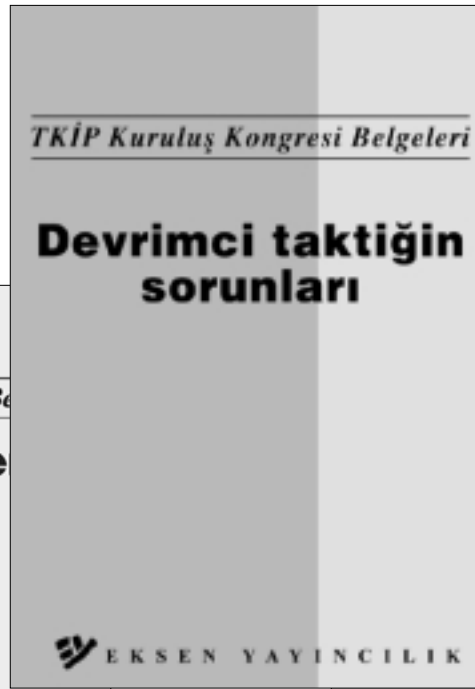 TKİP Kuruluş Kongresi Belgeleri
Devrimci taktiğin
sorunları
EKSEN YAYINCILIK